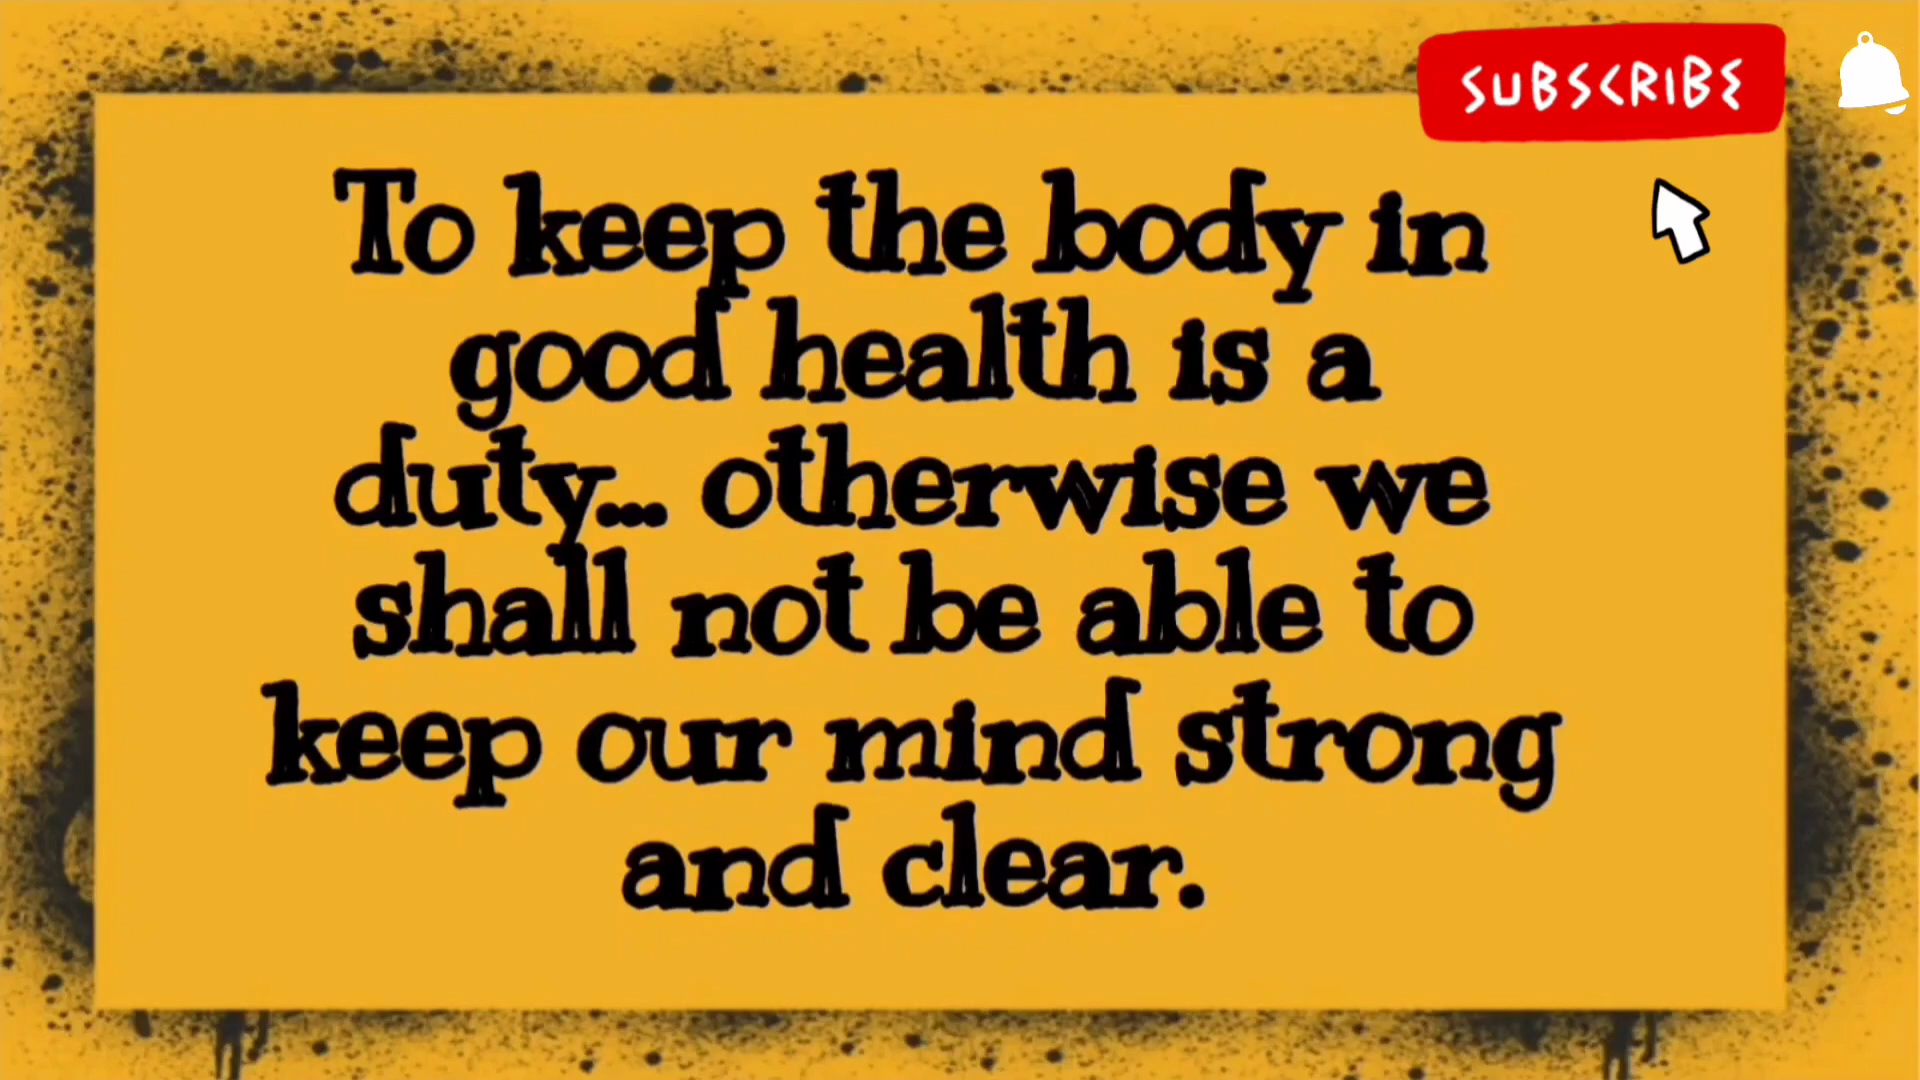 SUBSCRIBE
To keep the body in
good health is a
duty... otherwise we
shall not be able to
keep our mind strong
and clear.